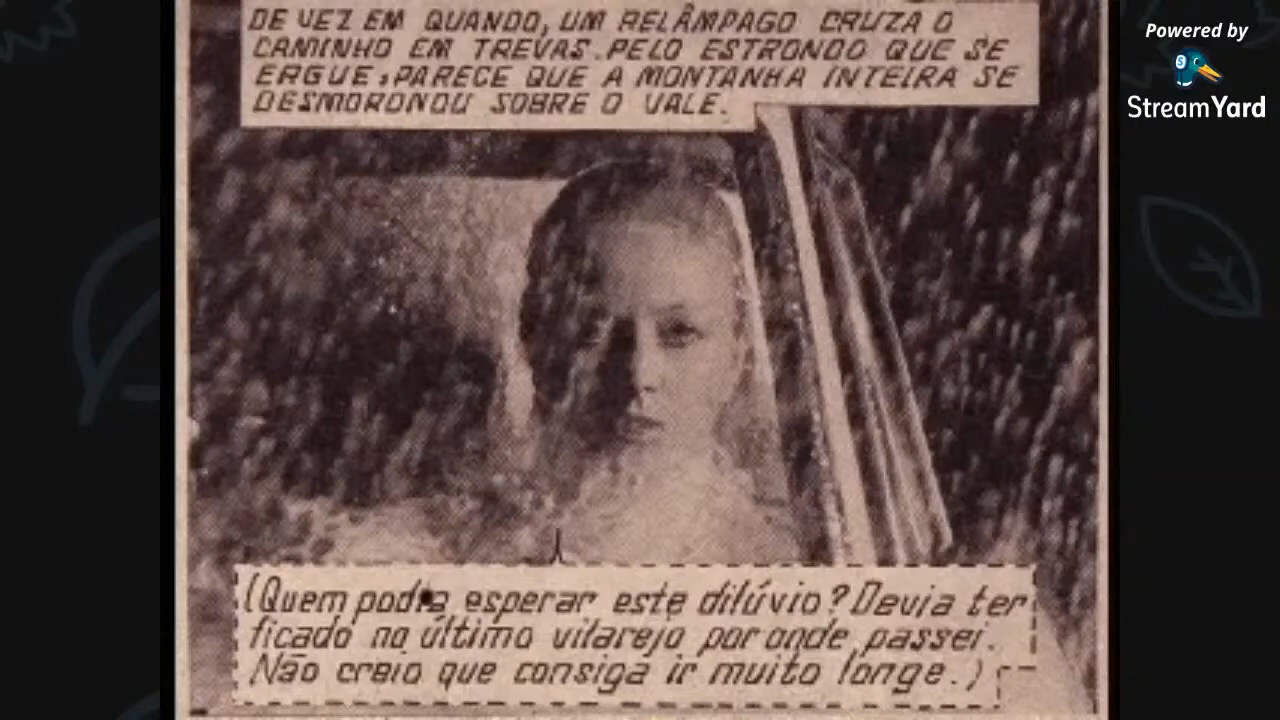 DE VEZ EM QUANDO, UM RELÂMPAGO CRUZA O
CAMINHO EM TREVAS. PELO ESTRONDO QUE SE
ERGUE, PARECE QUE A MONTANHA INTEIRA SE
DESMORONOU SOBRE O VALE.
(Quem podia esperar este dilúvio? Devia ter
ficado no último vilarejo por onde passei.
Não creio que consiga ir muito longe.)
Powered by
StreamYard